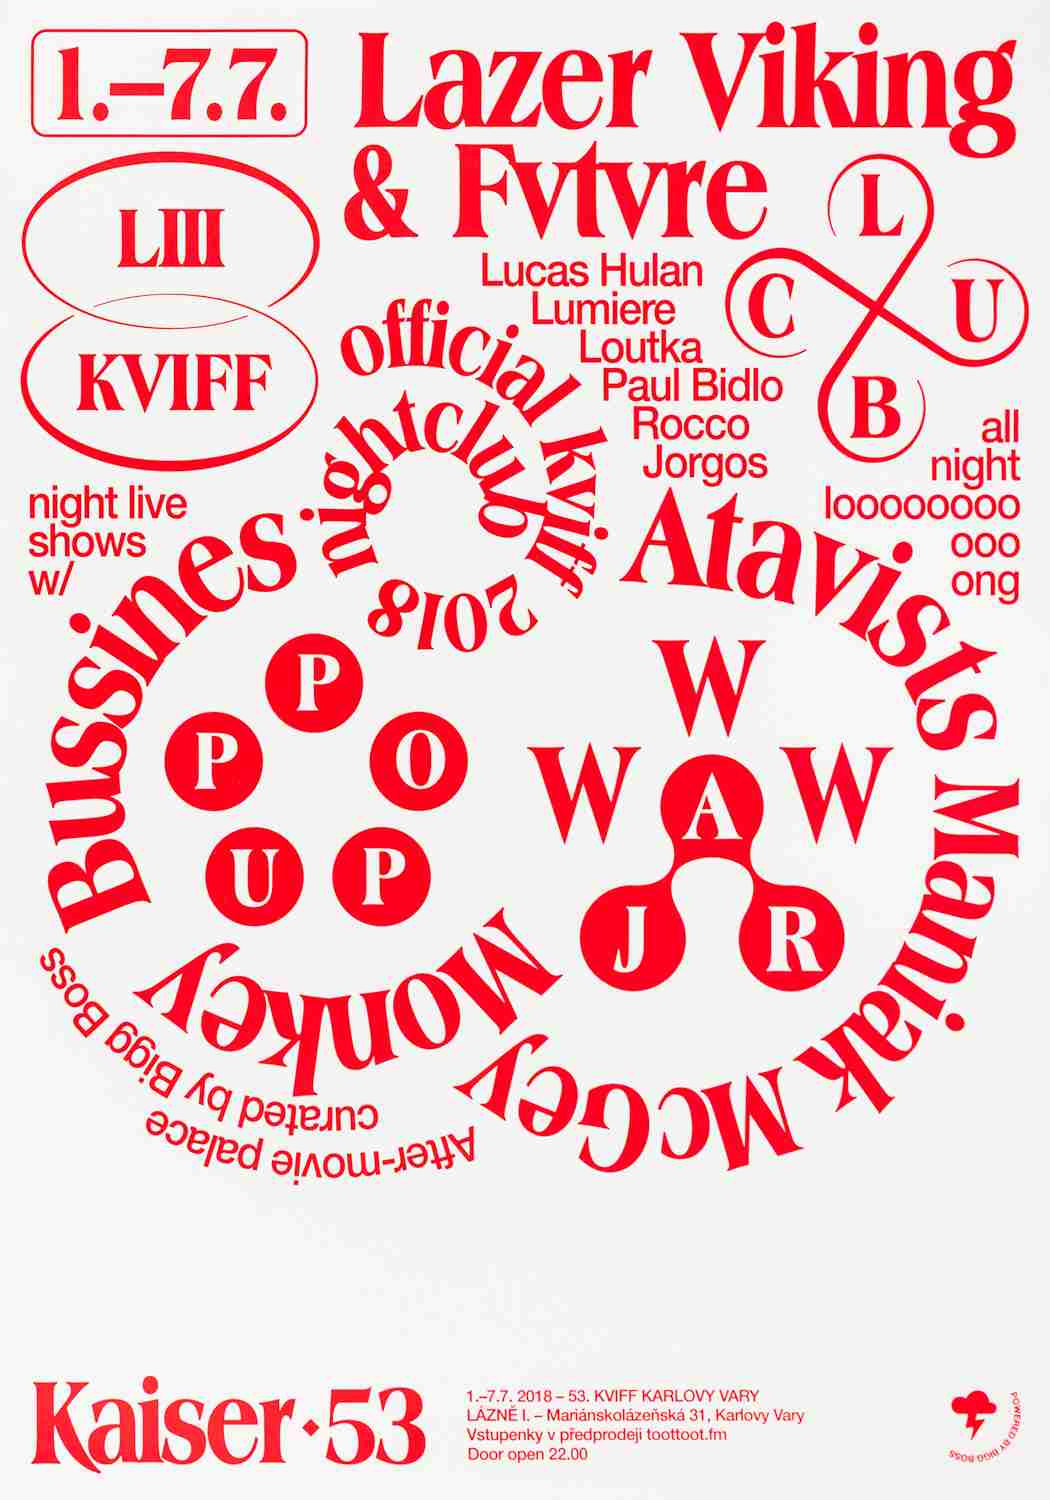 1.–7.7.
Lazer Viking
& Fvtvre
LIII
KVIFF
Lucas Hulan
Lumiere
Loutka
Paul Bidlo
Rocco
Jorgos
C L U B
all
night
looooooooo
ooo
ong
official kviff
nightclub
2018
night live
shows
w/
Bussines
Monkey
Atavists Maniak McGey
P
P O
U P
W
W A W
J R
curated by Bigg Boss
After-movie palace
Kaiser·53
1.–7.7. 2018 – 53. KVIFF KARLOVY VARY
LÁZNĚ I. – Mariánskolázeňská 31, Karlovy Vary
Vstupenky v předprodeji toottoot.fm
Door open 22.00
POWERED BY BIGG BOSS